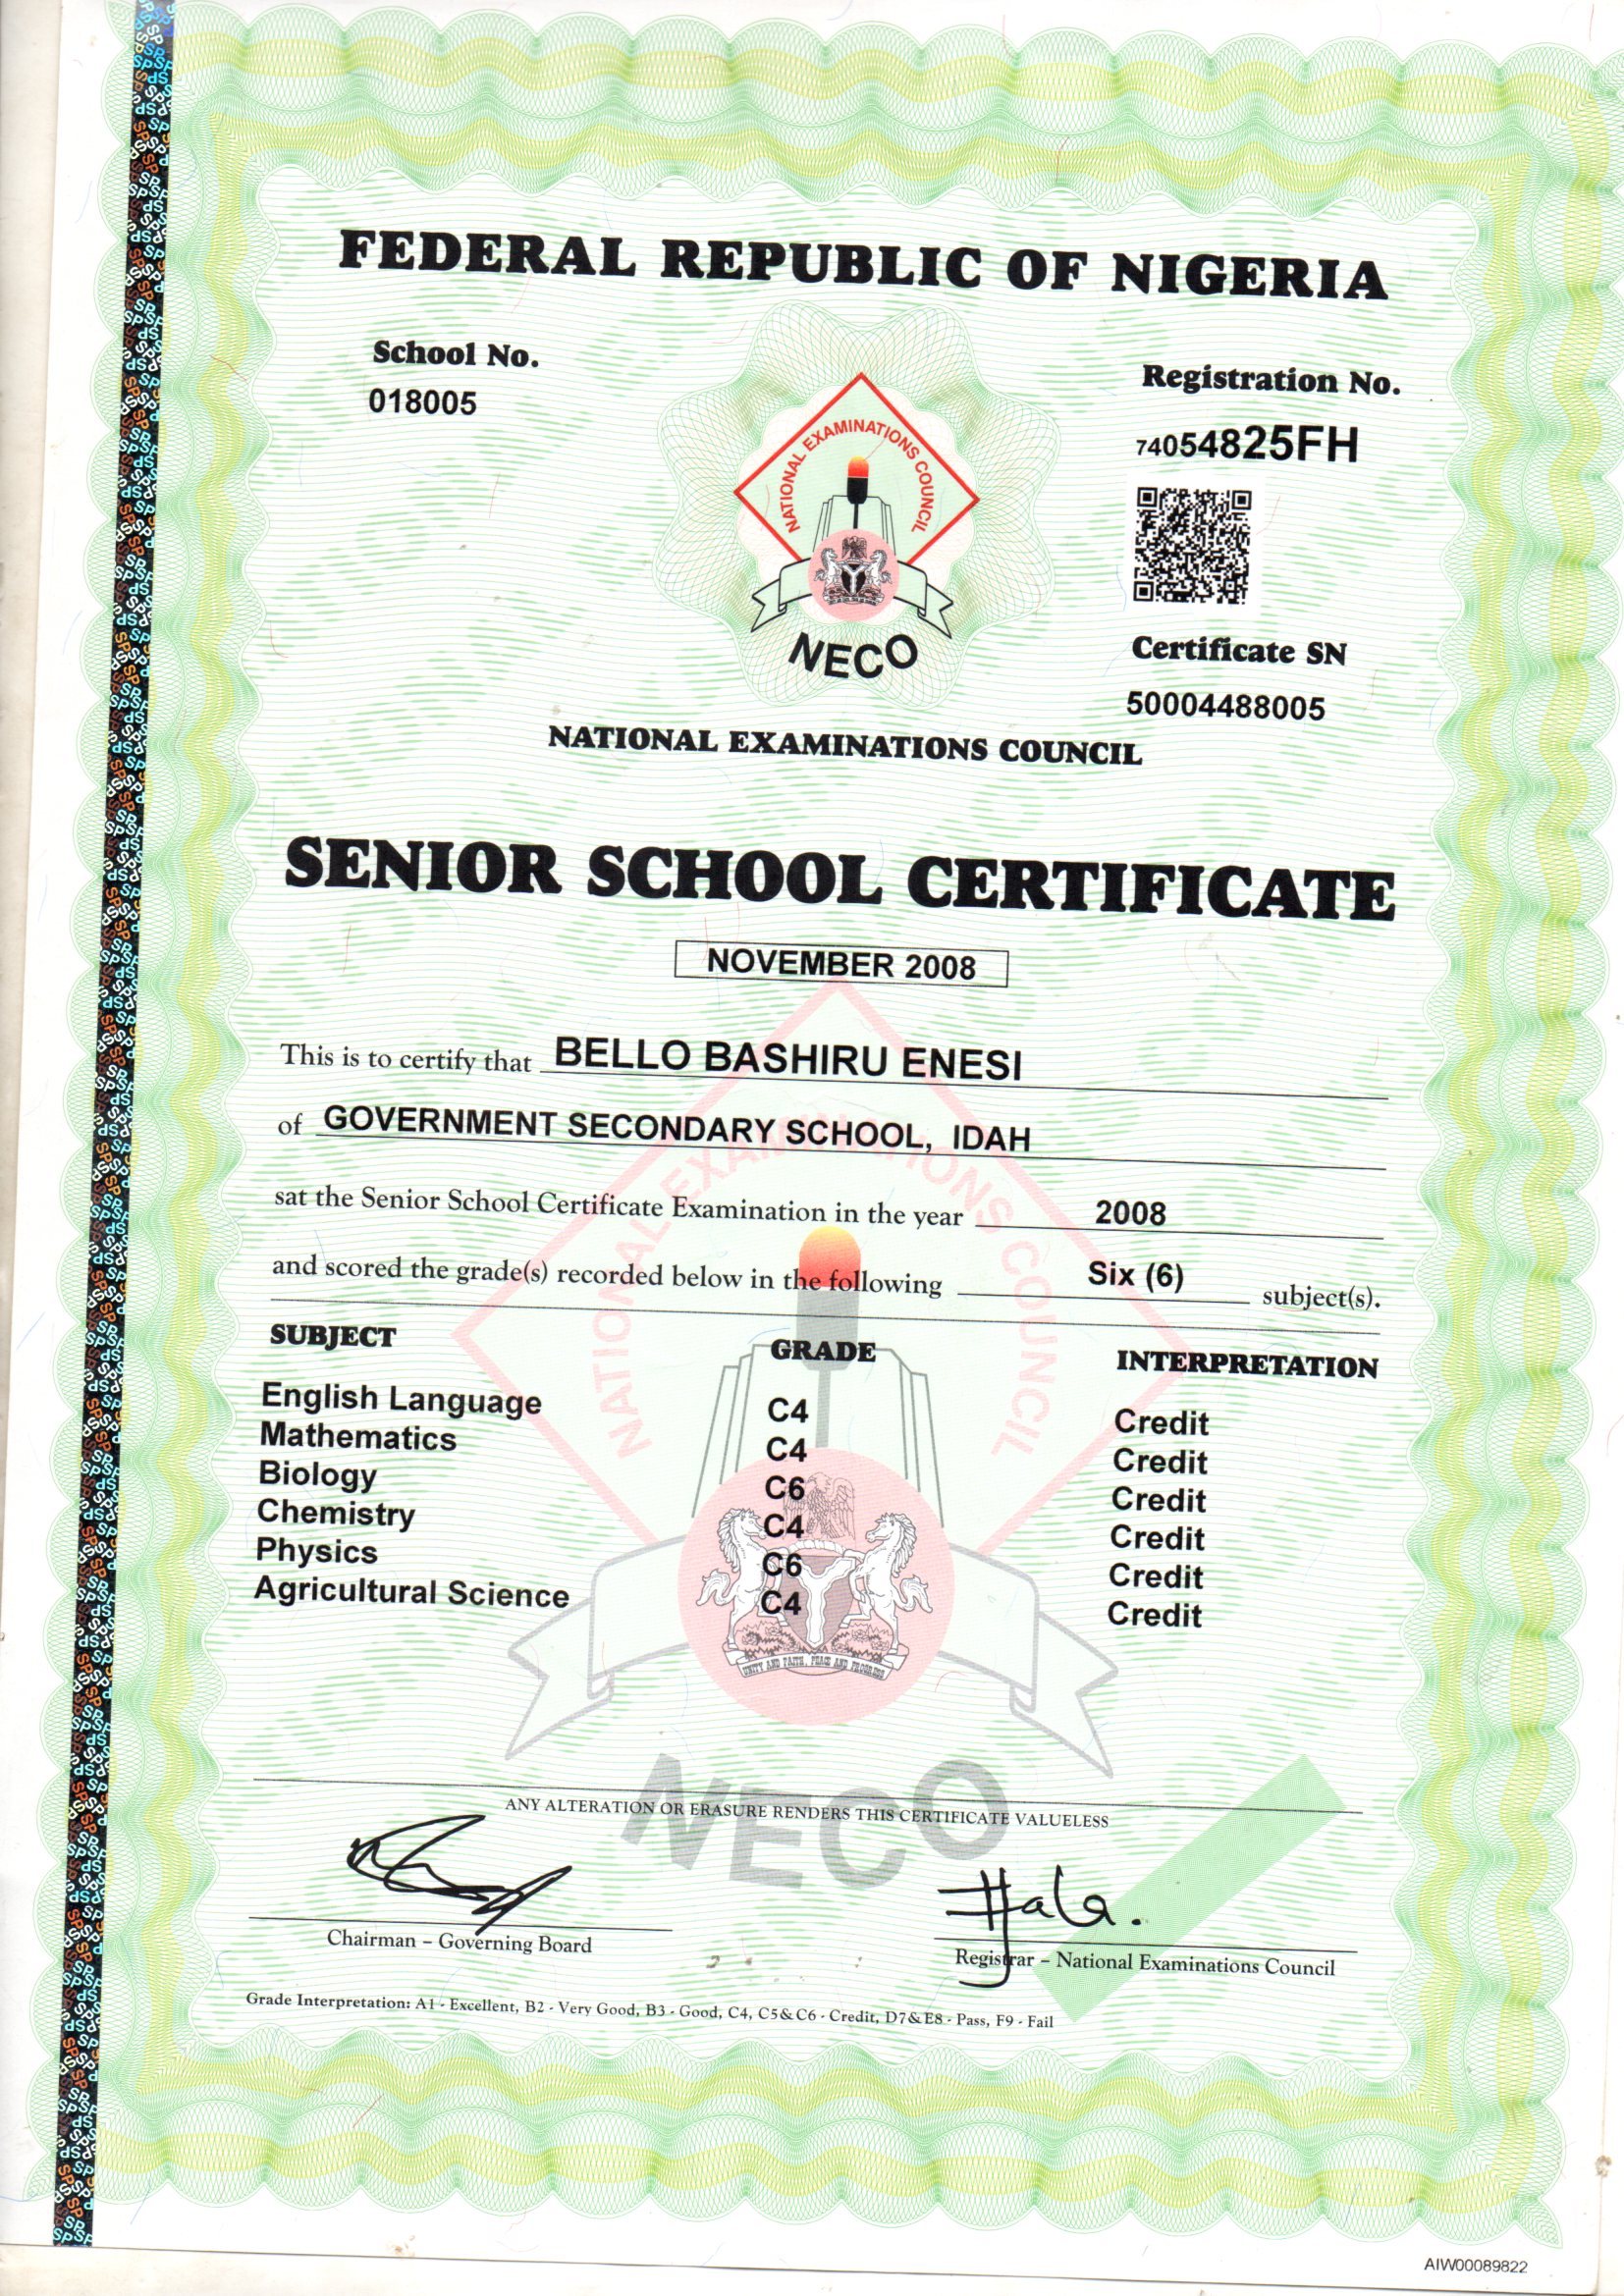 FEDERAL REPUBLIC OF NIGERIA
School No.
018005
Registration No.
74054825FH
NATIONAL EXAMINATIONS COUNCIL
NECO
Certificate SN
50004488005
NATIONAL EXAMINATIONS COUNCIL
SENIOR SCHOOL CERTIFICATE
NOVEMBER 2008
This is to certify that BELLO BASHIRU ENESI
of GOVERNMENT SECONDARY SCHOOL, IDAH
sat the Senior School Certificate Examination in the year 2008
and scored the grade(s) recorded below in the following Six (6) subject(s).
SUBJECT GRADE INTERPRETATION
English Language C4 Credit
Mathematics C4 Credit
Biology C6 Credit
Chemistry C4 Credit
Physics C6 Credit
Agricultural Science C4 Credit
NATIONAL EXAMINATIONS COUNCIL
UNITY AND FAITH, PEACE AND PROGRESS
NECO
ANY ALTERATION OR ERASURE RENDERS THIS CERTIFICATE VALUELESS
Chairman – Governing Board
Registrar – National Examinations Council
Grade Interpretation: A1 - Excellent, B2 - Very Good, B3 - Good, C4, C5&C6 - Credit, D7&E8 - Pass, F9 - Fail
AIW00089822